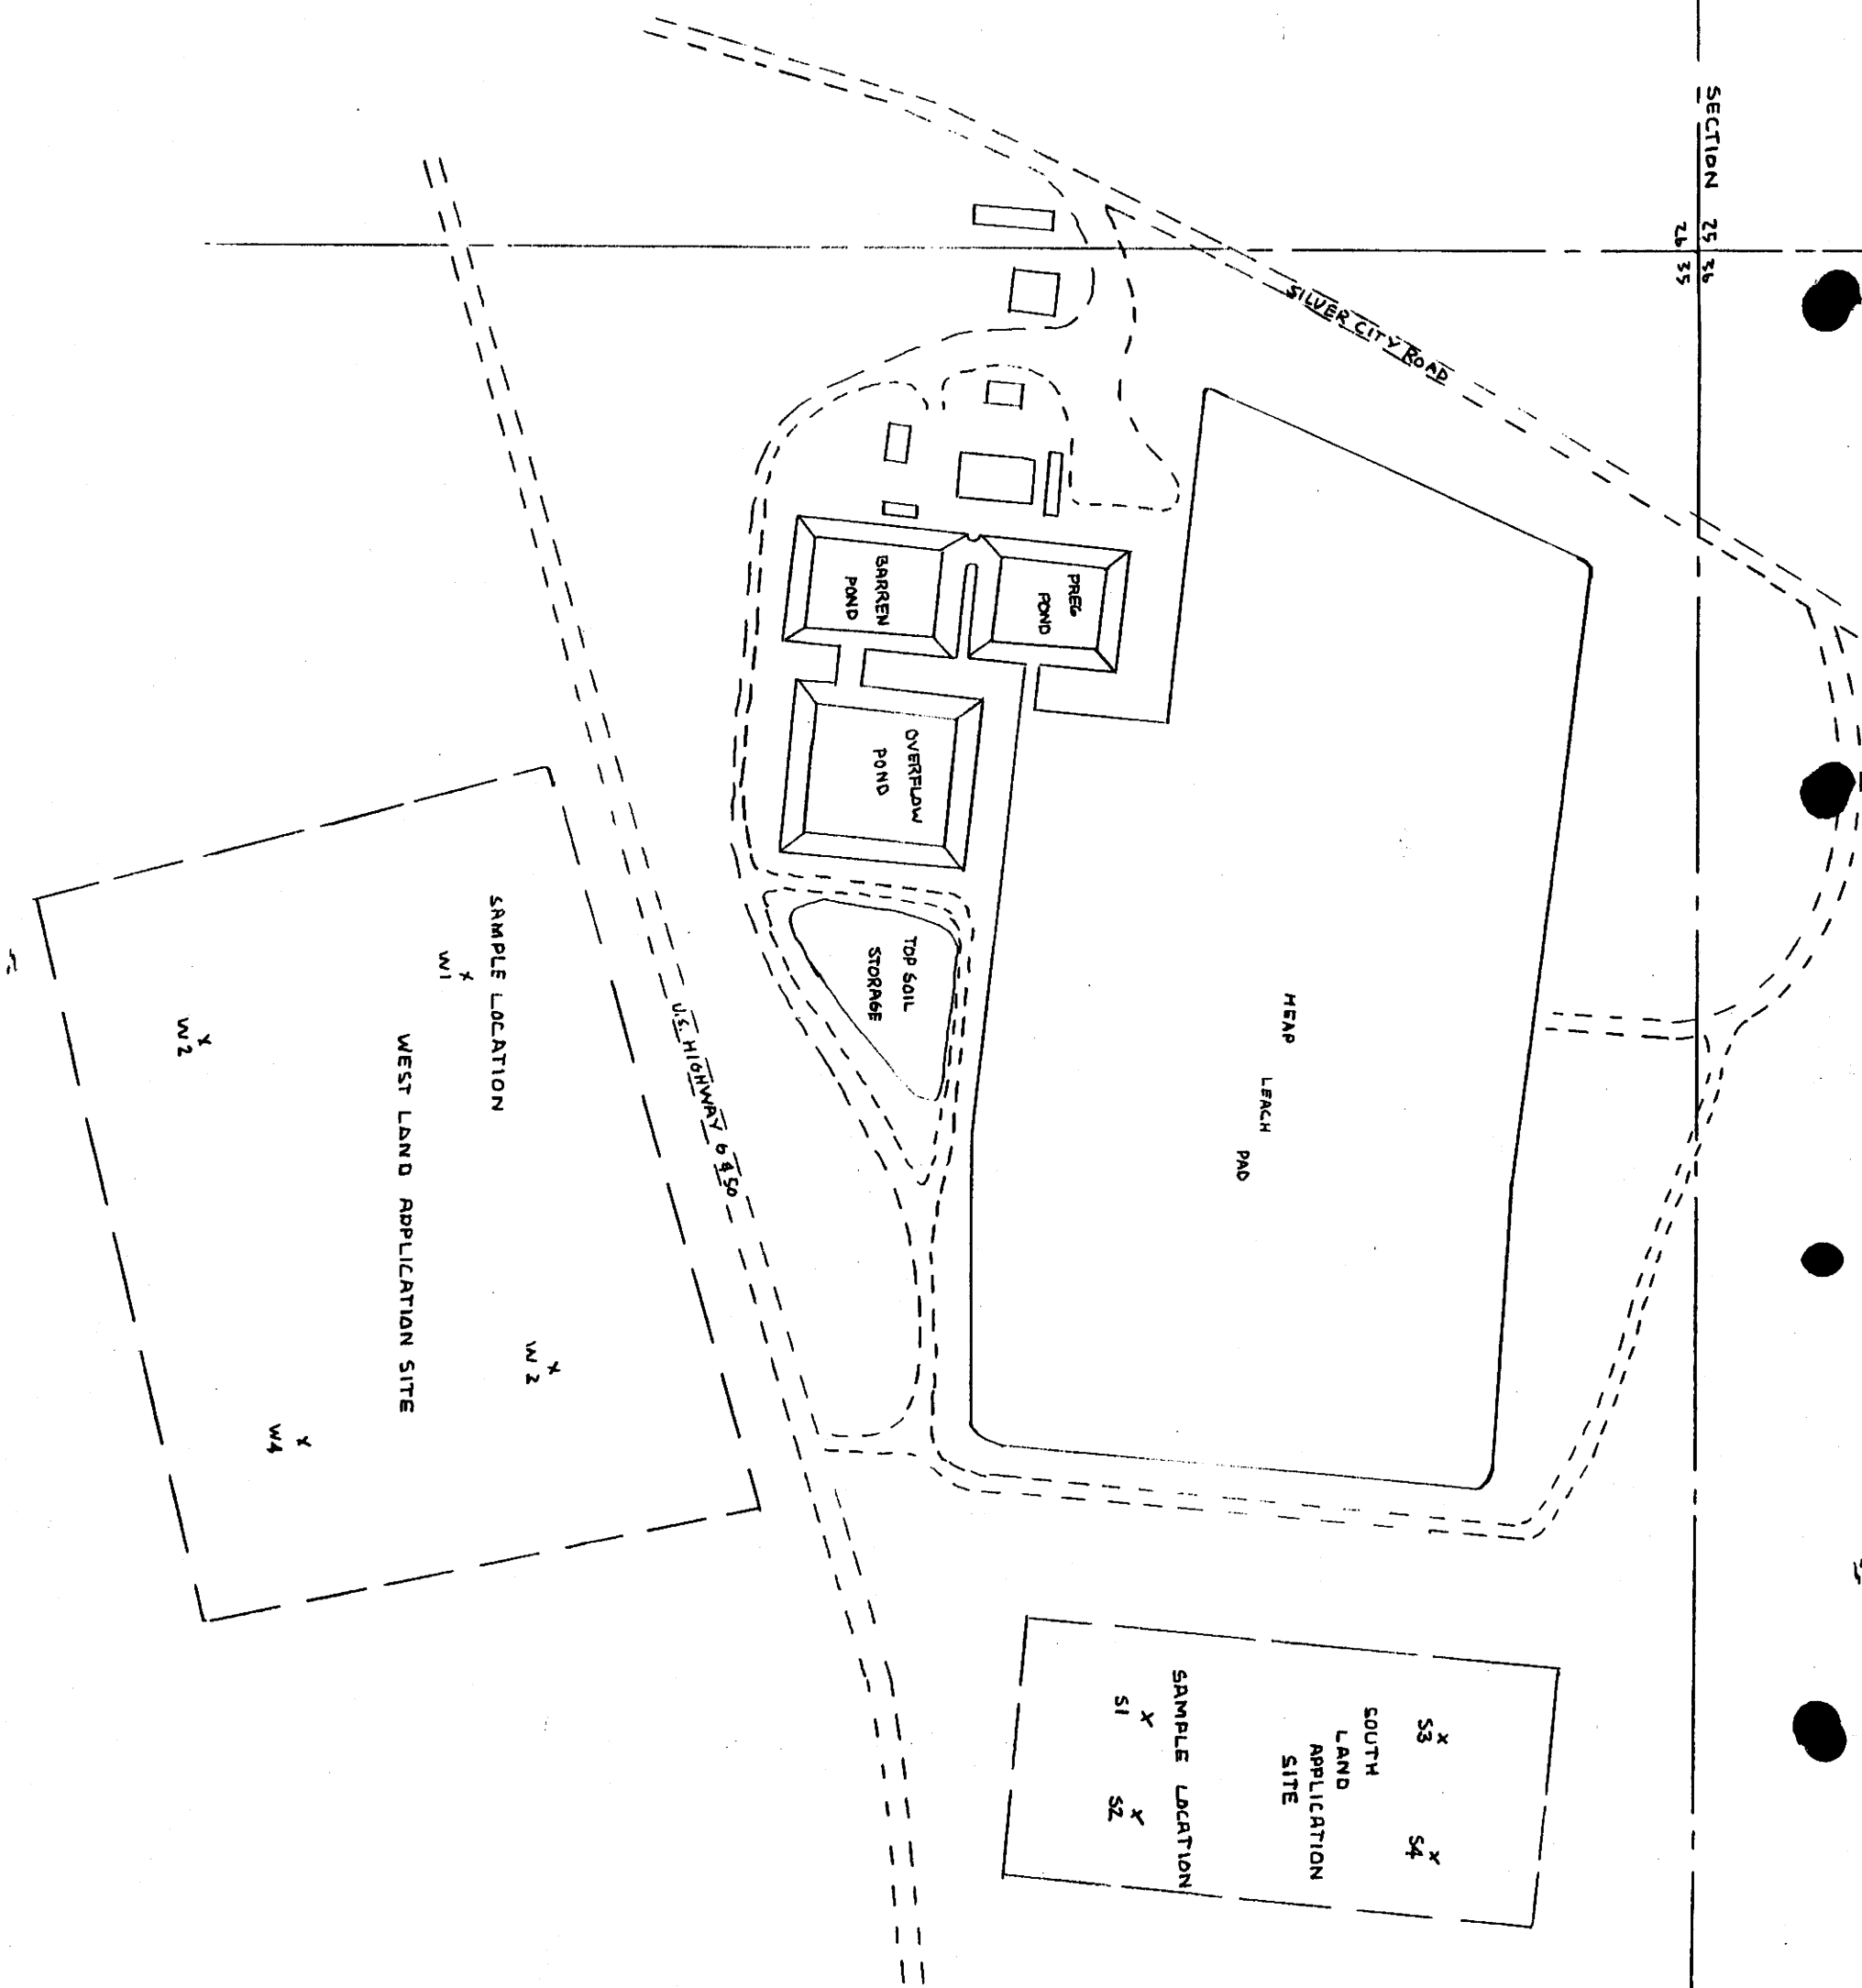 SECTION 25 36
26 35
SILVER CITY ROAD
PREG
POND
BARREN
POND
OVERFLOW
POND
TOP SOIL
STORAGE
HEAP LEACH PAD
U.S. HIGHWAY 6 & 50
SAMPLE LOCATION
W1
W2
W3
W4
WEST LAND APPLICATION SITE
S3
S4
SOUTH
LAND
APPLICATION
SITE
SAMPLE LOCATION
S1
S2